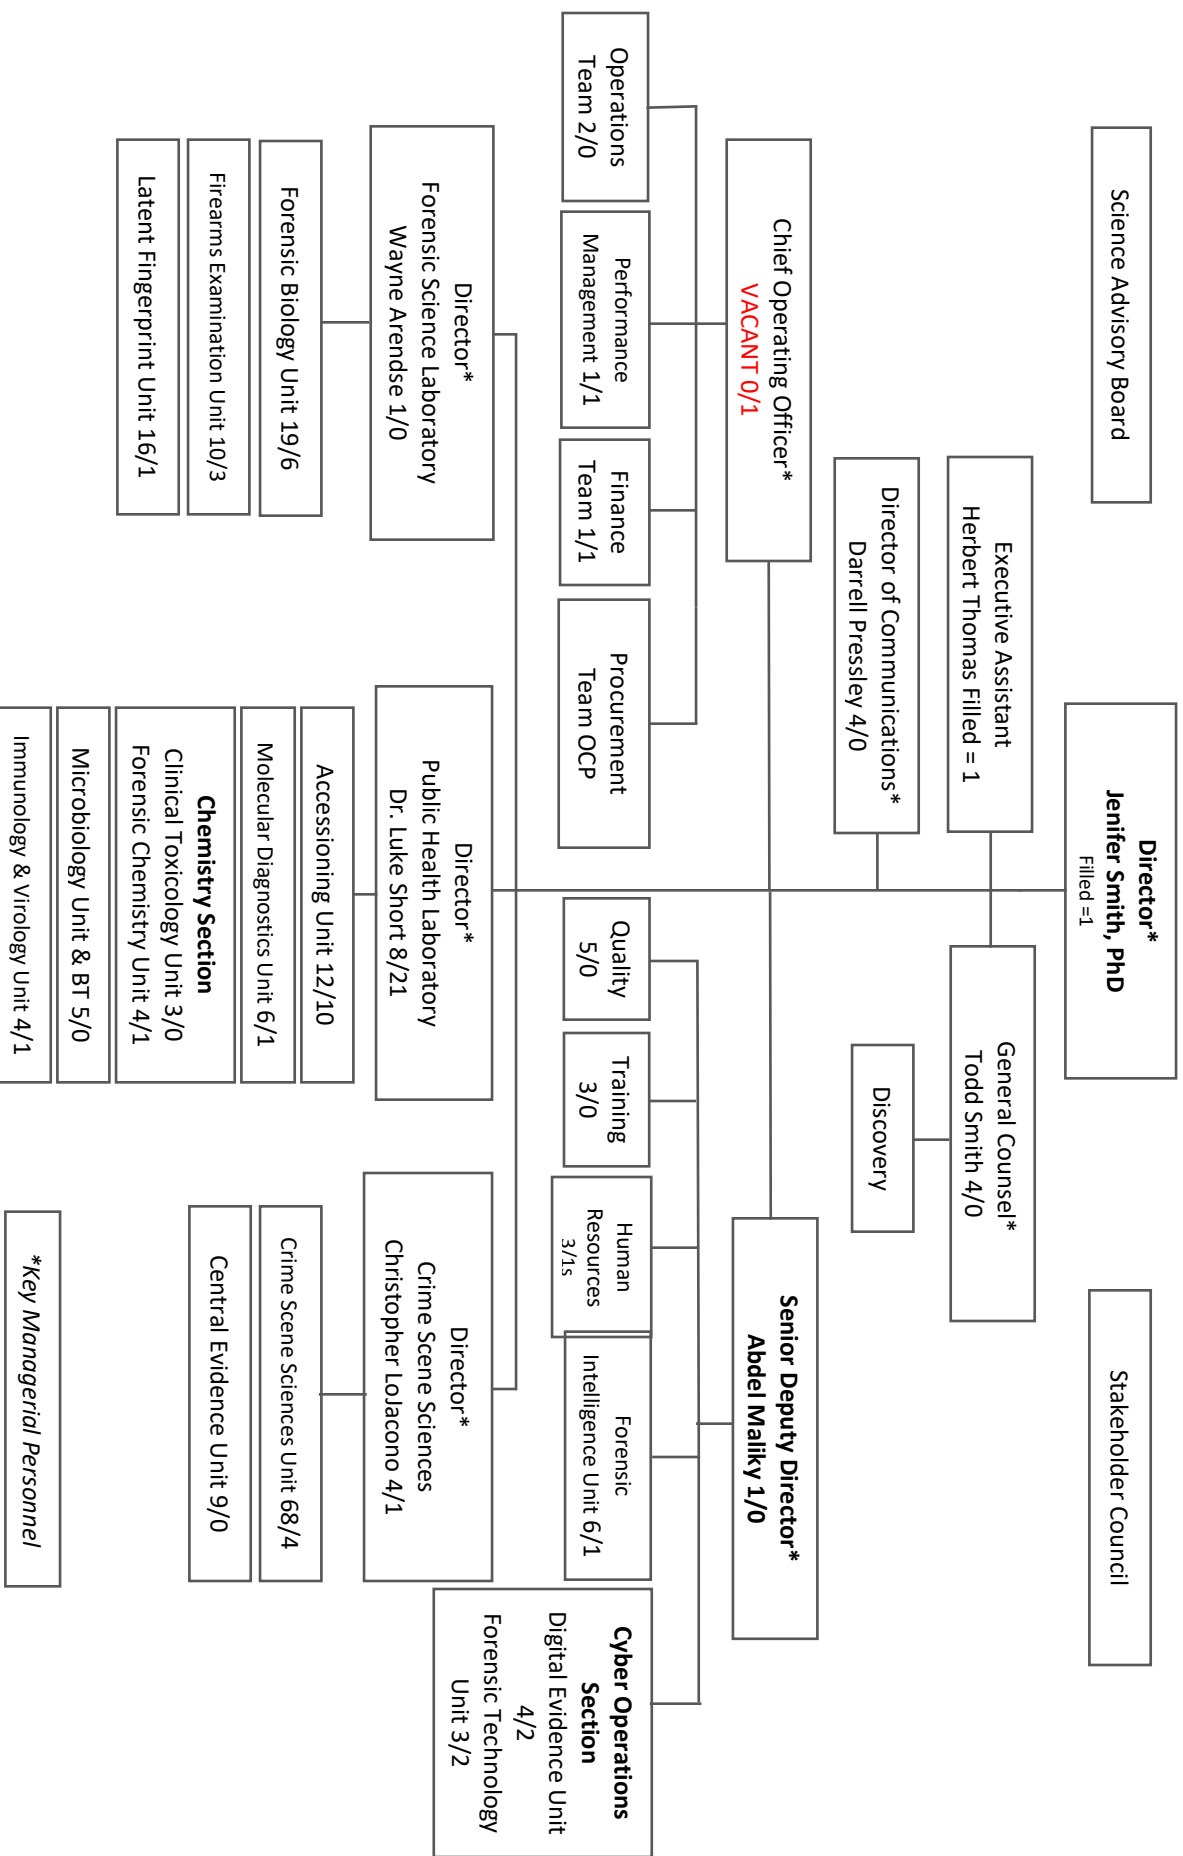 Science Advisory Board
Director*
Jenifer Smith, PhD
Filled =1
Stakeholder Council
Executive Assistant
Herbert Thomas Filled = 1
General Counsel*
Todd Smith 4/0
Director of Communications*
Darrell Pressley 4/0
Discovery
Chief Operating Officer*
VACANT 0/1
Senior Deputy Director*
Abdel Maliky 1/0
Operations
Team 2/0
Performance
Management 1/1
Finance
Team 1/1
Procurement
Team OCP
Quality
5/0
Training
3/0
Human
Resources
3/1s
Forensic
Intelligence Unit 6/1
Cyber Operations
Section
Digital Evidence Unit
4/2
Forensic Technology
Unit 3/2
Director*
Forensic Science Laboratory
Wayne Arendse 1/0
Forensic Biology Unit 19/6
Firearms Examination Unit 10/3
Latent Fingerprint Unit 16/1
Director*
Public Health Laboratory
Dr. Luke Short 8/21
Accessioning Unit 12/10
Molecular Diagnostics Unit 6/1
Chemistry Section
Clinical Toxicology Unit 3/0
Forensic Chemistry Unit 4/1
Microbiology Unit & BT 5/0
Immunology & Virology Unit 4/1
Director*
Crime Scene Sciences
Christopher LoJacono 4/1
Crime Scene Sciences Unit 68/4
Central Evidence Unit 9/0
*Key Managerial Personnel